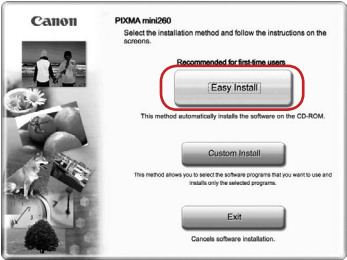 Canon
PIXMA mini260
Select the installation method and follow the instructions on the
screens.
Recommended for first-time users
Easy Install
This method automatically installs the software on the CD-ROM.
Custom Install
This method allows you to select the software programs that you want to use and
installs only the selected programs.
Exit
Cancels software installation.